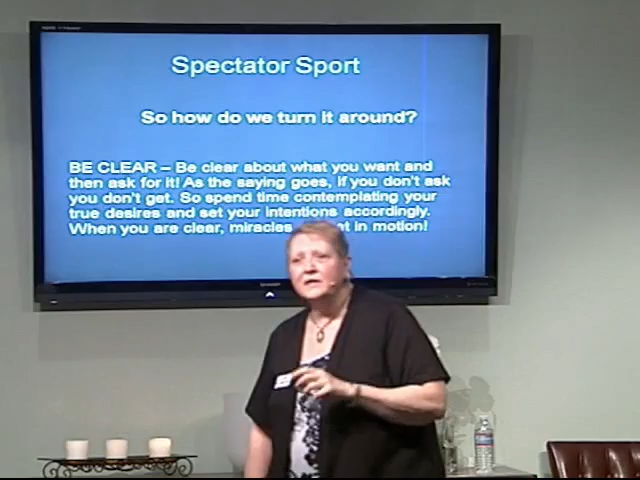 Spectator Sport
So how do we turn it around?
BE CLEAR – Be clear about what you want and
then ask for it! As the saying goes, if you don't ask
you don't get. So spend time contemplating your
true desires and set your intentions accordingly.
When you are clear, miracles in motion!